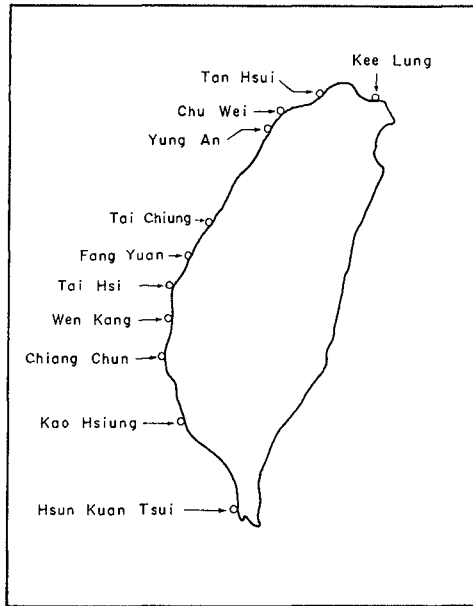 Kee Lung
Tan Hsui
Chu Wei
Yung An
Tai Chiung
Fang Yuan
Tai Hsi
Wen Kang
Chiang Chun
Kao Hsiung
Hsun Kuan Tsui